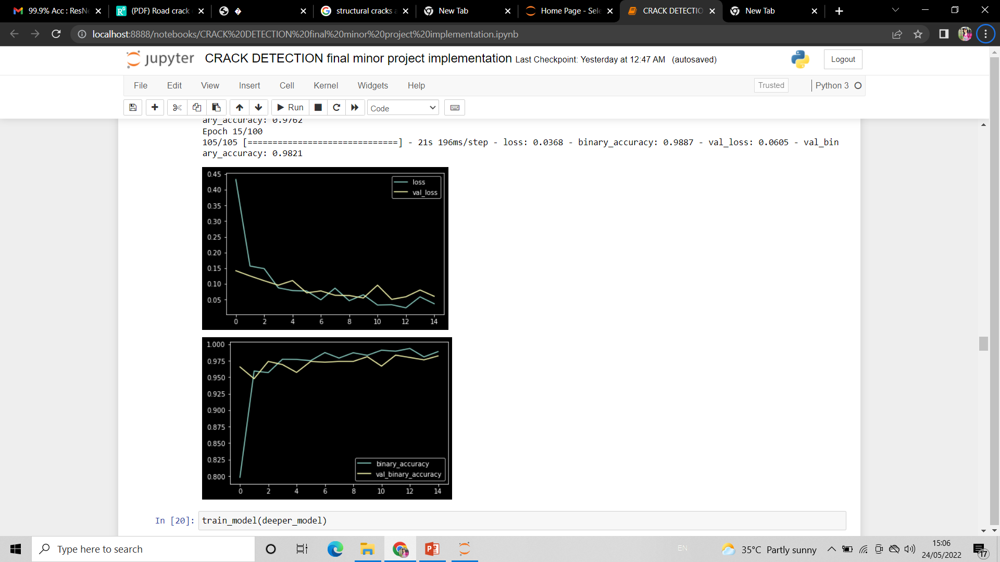 99.9% Acc : ResNe
(PDF) Road crack
�
structural cracks a
New Tab
Home Page - Sele
CRACK DETECTIO
New Tab
localhost:8888/notebooks/CRACK%20DETECTION%20final%20minor%20project%20implementation.ipynb
jupyter CRACK DETECTION final minor project implementation Last Checkpoint: Yesterday at 12:47 AM (autosaved)
Logout
File Edit View Insert Cell Kernel Widgets Help
Trusted Python 3
Run Code
ary_accuracy: 0.9762
Epoch 15/100
105/105 [==============================] - 21s 196ms/step - loss: 0.0368 - binary_accuracy: 0.9887 - val_loss: 0.0605 - val_bin
ary_accuracy: 0.9821
0.45
0.40
0.35
0.30
0.25
0.20
0.15
0.10
0.05
loss
val_loss
0 2 4 6 8 10 12 14
1.000
0.975
0.950
0.925
0.900
0.875
0.850
0.825
0.800
binary_accuracy
val_binary_accuracy
0 2 4 6 8 10 12 14
In [20]: train_model(deeper_model)
Type here to search
EN
35°C Partly sunny
15:06
24/05/2022
17